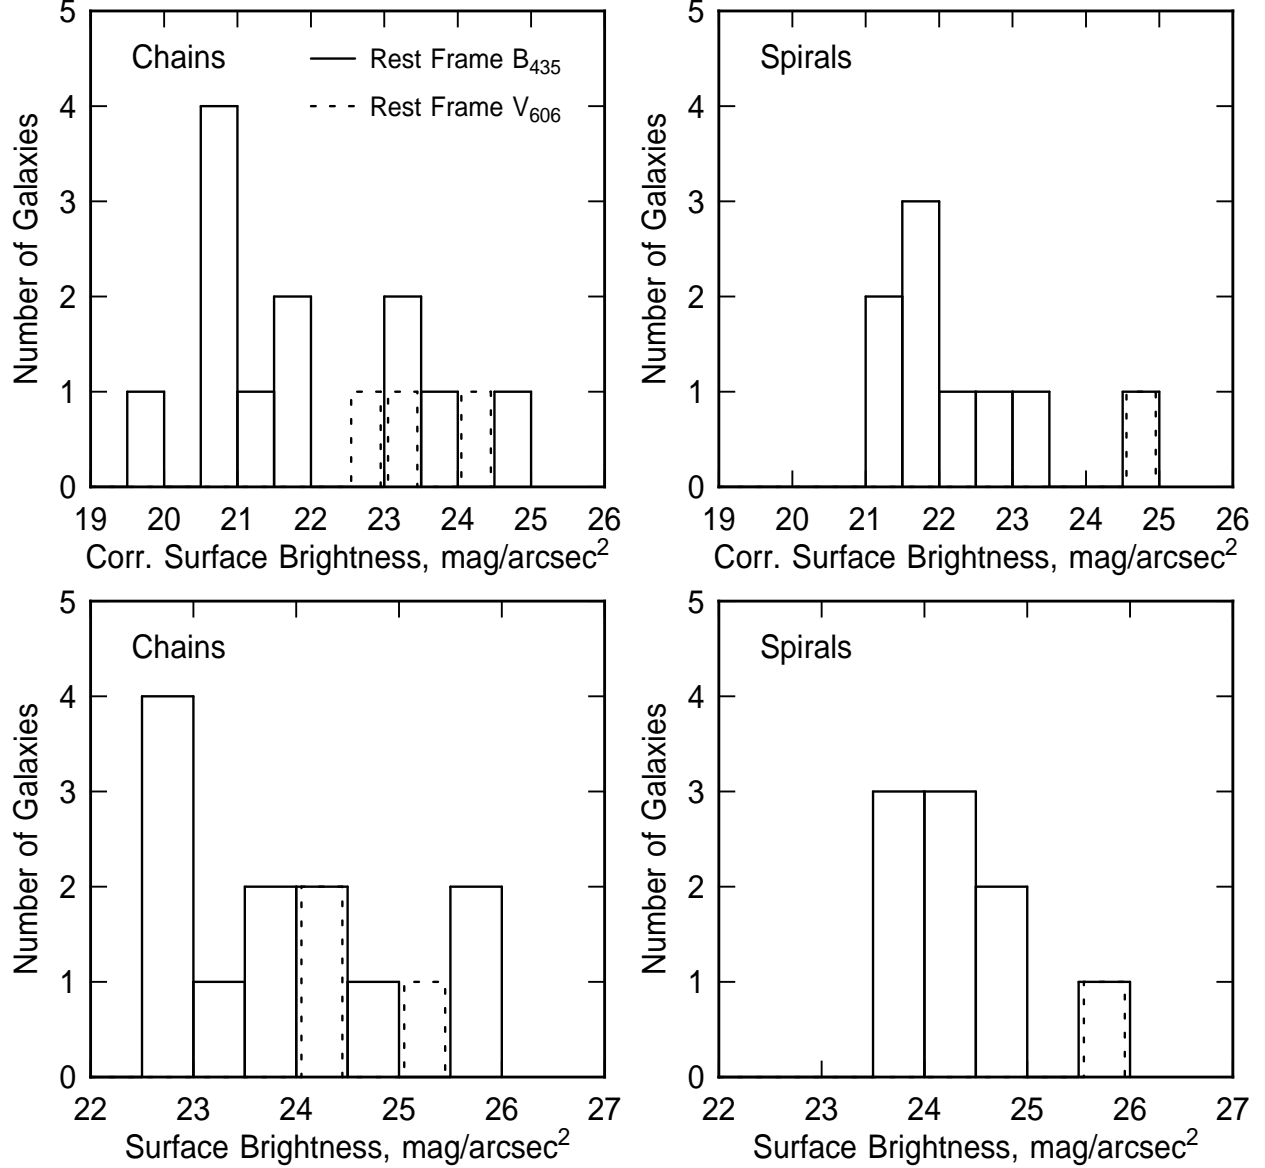 5
4
3
2
1
0
Number of Galaxies
Chains
Rest Frame B435
Rest Frame V606
19 20 21 22 23 24 25 26
Corr. Surface Brightness, mag/arcsec2
5
4
3
2
1
0
Number of Galaxies
Spirals
19 20 21 22 23 24 25 26
Corr. Surface Brightness, mag/arcsec2
5
4
3
2
1
0
Number of Galaxies
Chains
22 23 24 25 26 27
Surface Brightness, mag/arcsec2
5
4
3
2
1
0
Number of Galaxies
Spirals
22 23 24 25 26 27
Surface Brightness, mag/arcsec2